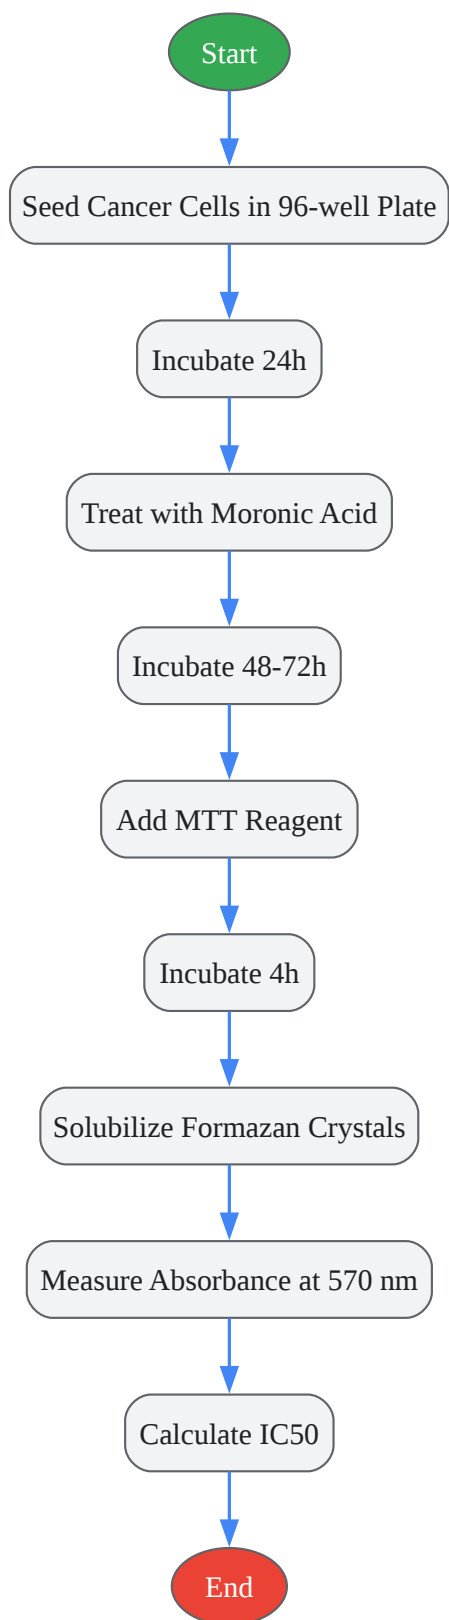 Start
Seed Cancer Cells in 96-well Plate
Incubate 24h
Treat with Moronic Acid
Incubate 48-72h
Add MTT Reagent
Incubate 4h
Solubilize Formazan Crystals
Measure Absorbance at 570 nm
Calculate IC50
End